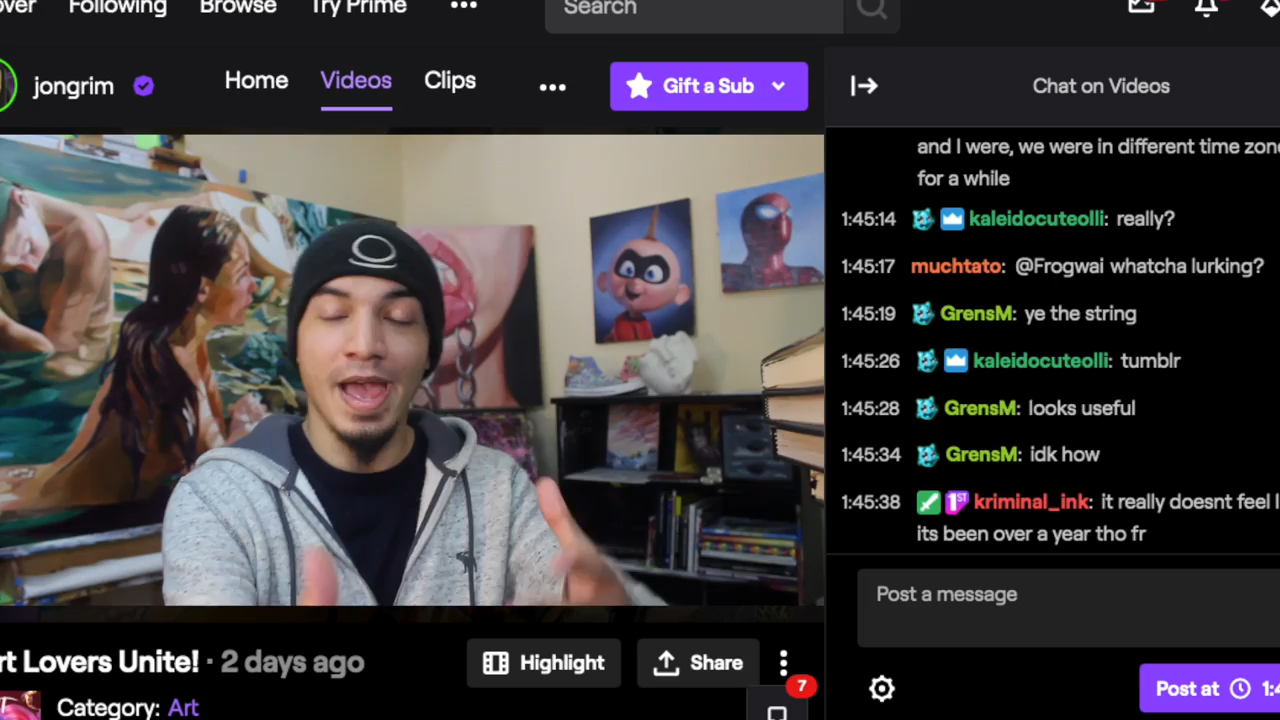 over Following Browse Try Prime
Search
jongrim
Home Videos Clips
Gift a Sub
Chat on Videos
and I were, we were in different time zone
for a while
1:45:14 kaleidocuteolli: really?
1:45:17 muchtato: @Frogwai whatcha lurking?
1:45:19 GrensM: ye the string
1:45:26 kaleidocuteolli: tumblr
1:45:28 GrensM: looks useful
1:45:34 GrensM: idk how
1:45:38 1ST kriminal_ink: it really doesnt feel l
its been over a year tho fr
Post a message
rt Lovers Unite! · 2 days ago
Highlight
Share
7
Category: Art
Post at 1:4